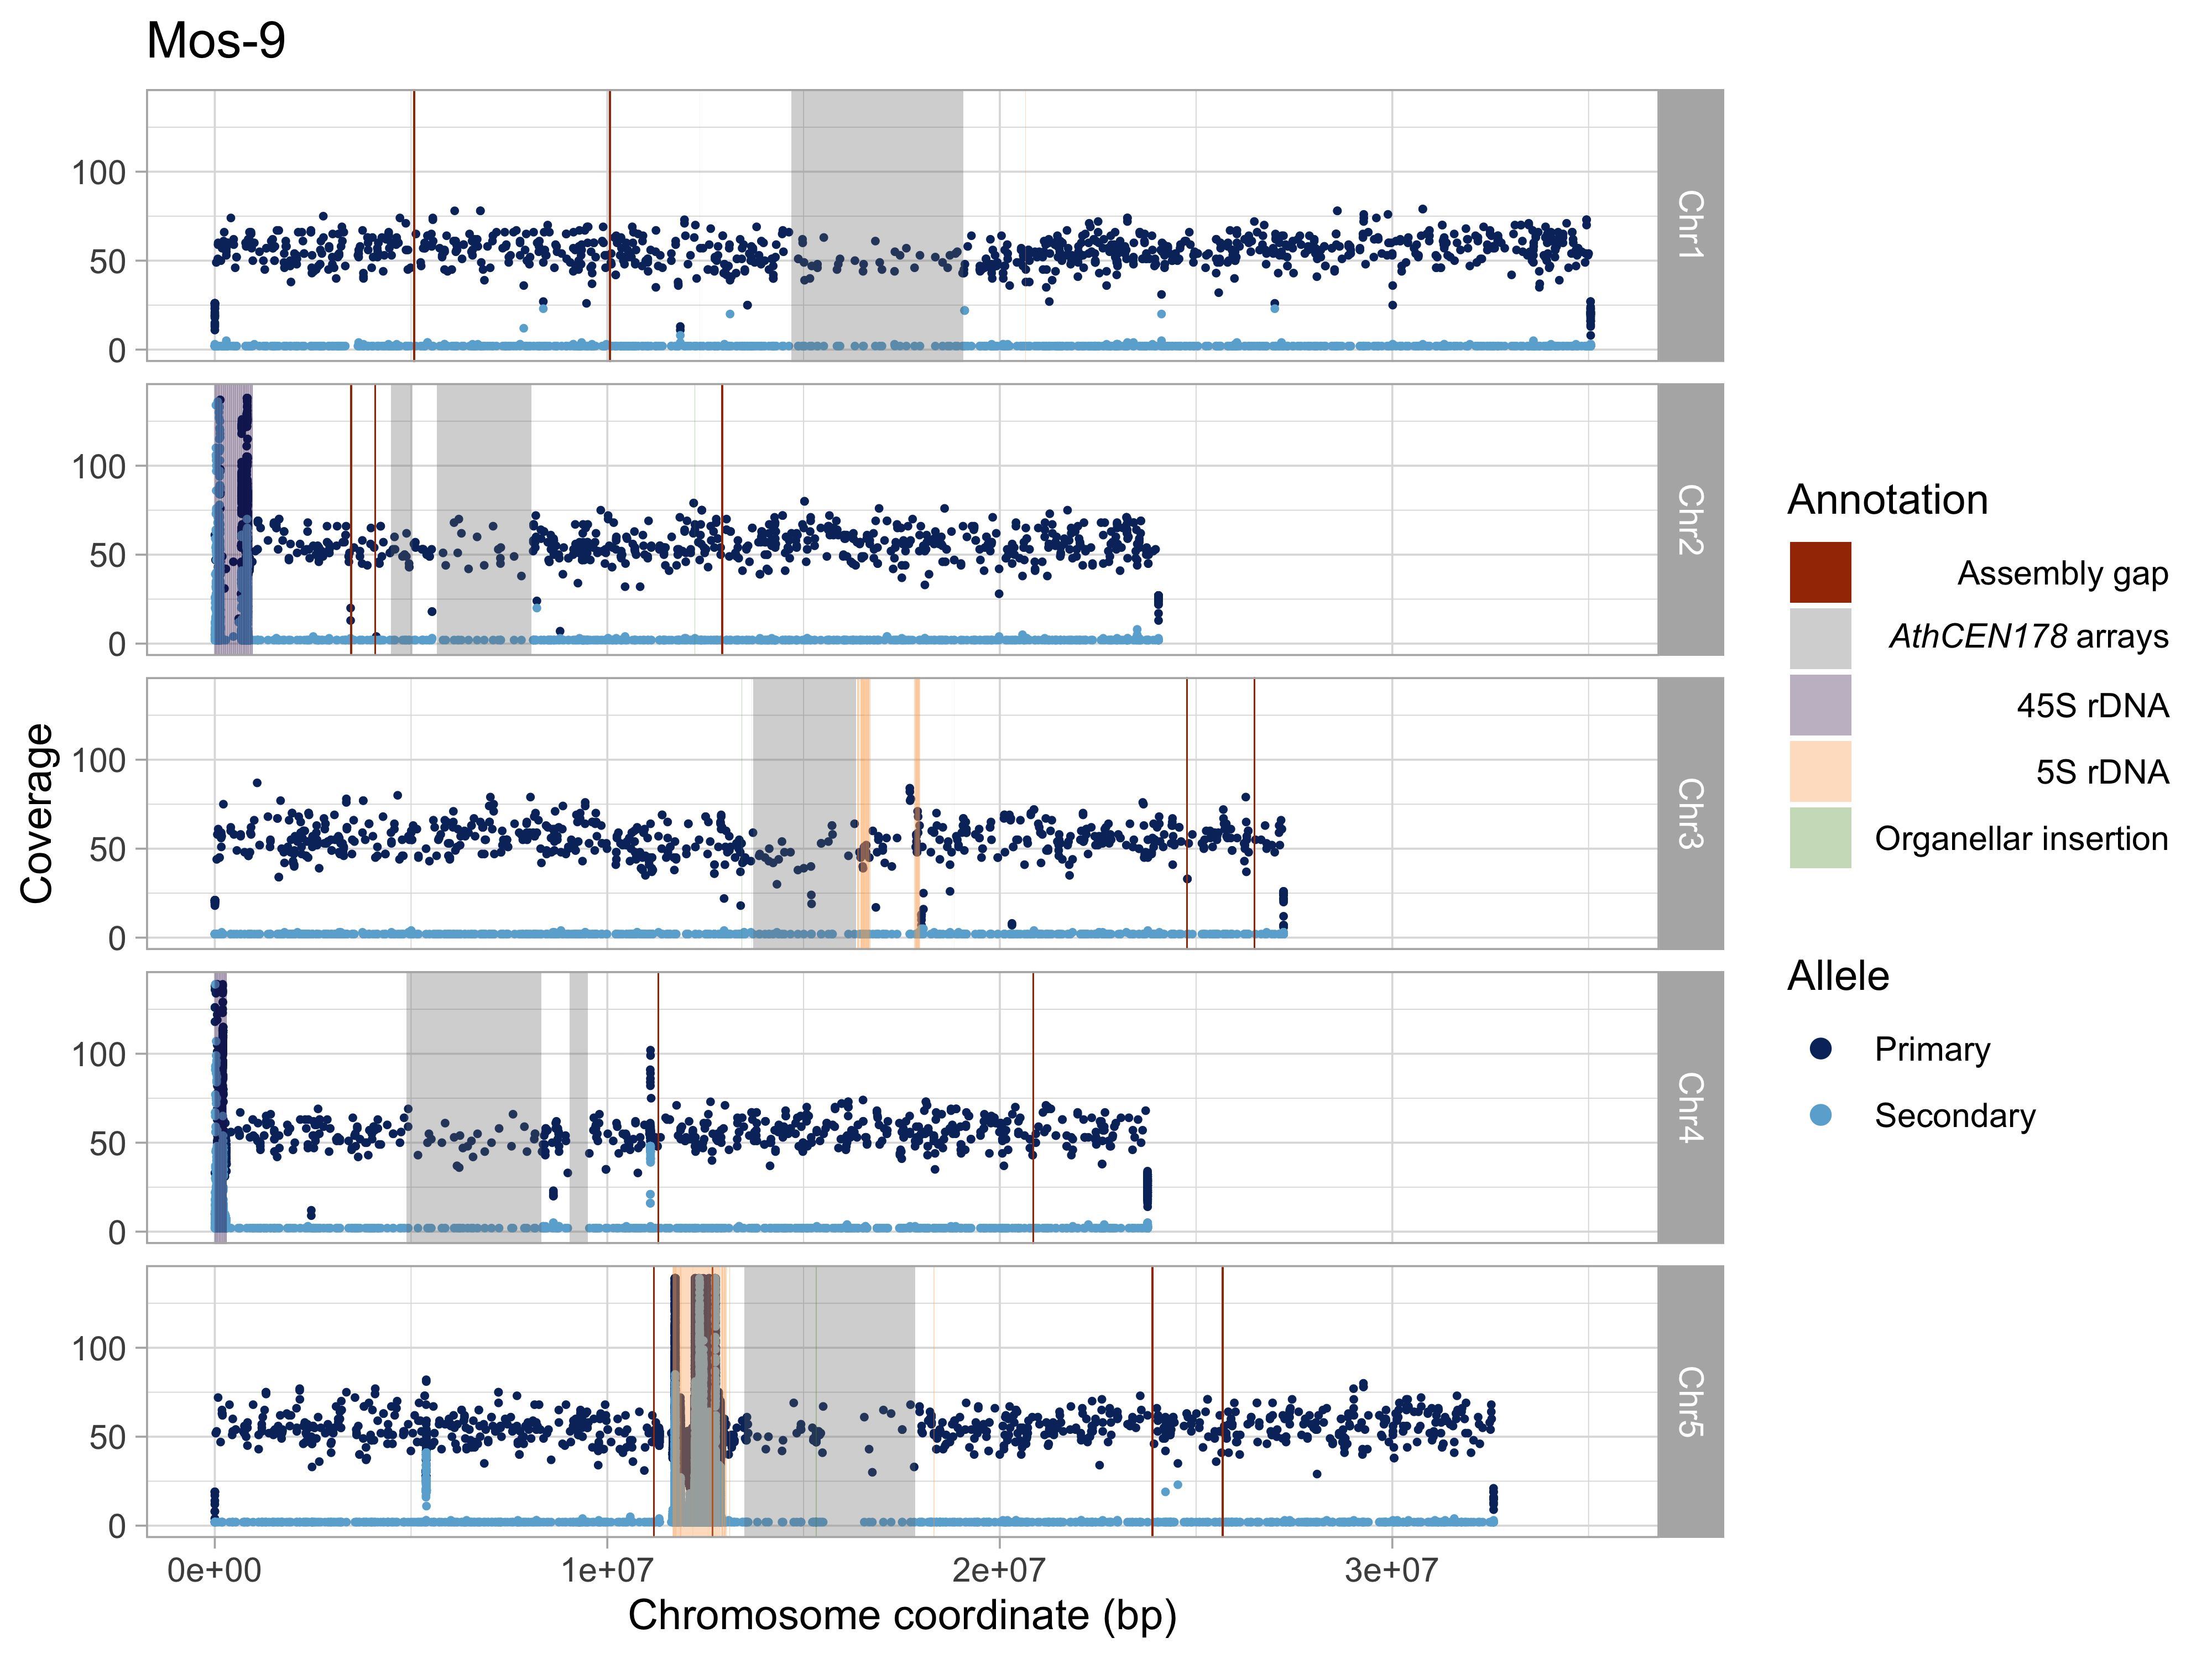 Mos-9
100
50
0
Chr1
100
50
0
Chr2
100
50
0
Chr3
100
50
0
Chr4
100
50
0
Chr5
0e+00
1e+07
2e+07
3e+07
Chromosome coordinate (bp)
Coverage
Annotation
Assembly gap
AthCEN178 arrays
45S rDNA
5S rDNA
Organellar insertion
Allele
Primary
Secondary